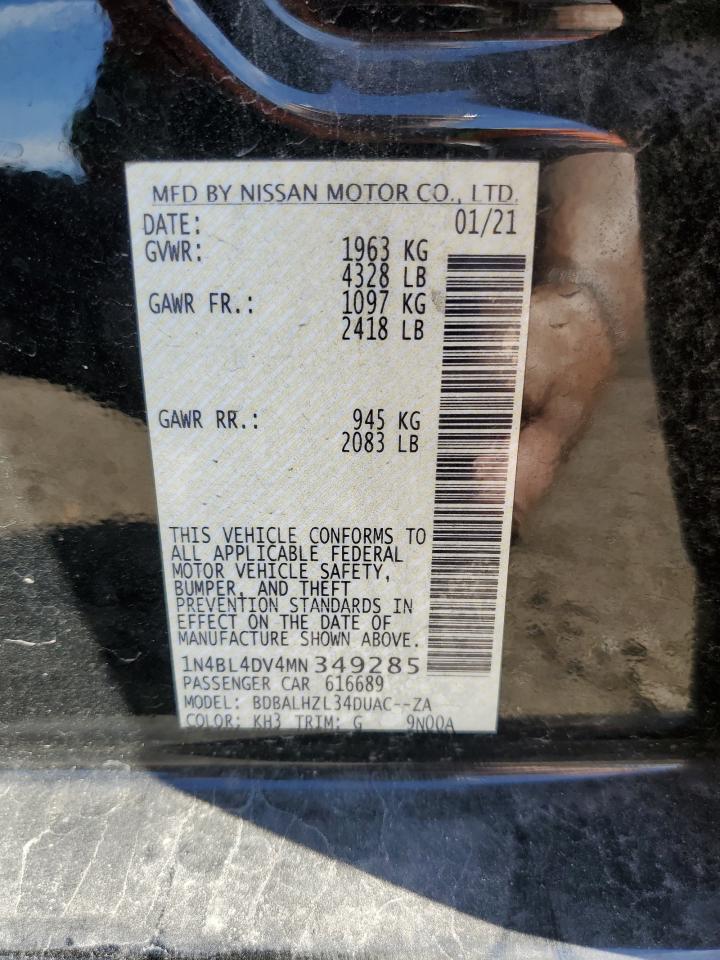 MFD BY NISSAN MOTOR CO., LTD.
DATE: 01/21
GVWR: 1963 KG
4328 LB
GAWR FR.: 1097 KG
2418 LB
GAWR RR.: 945 KG
2083 LB
THIS VEHICLE CONFORMS TO
ALL APPLICABLE FEDERAL
MOTOR VEHICLE SAFETY,
BUMPER, AND THEFT
PREVENTION STANDARDS IN
EFFECT ON THE DATE OF
MANUFACTURE SHOWN ABOVE.
1N4BL4DV4MN349285
PASSENGER CAR 616689
MODEL: BDBALHZL34DUAC--ZA
COLOR: KH3 TRIM: G 9N00A